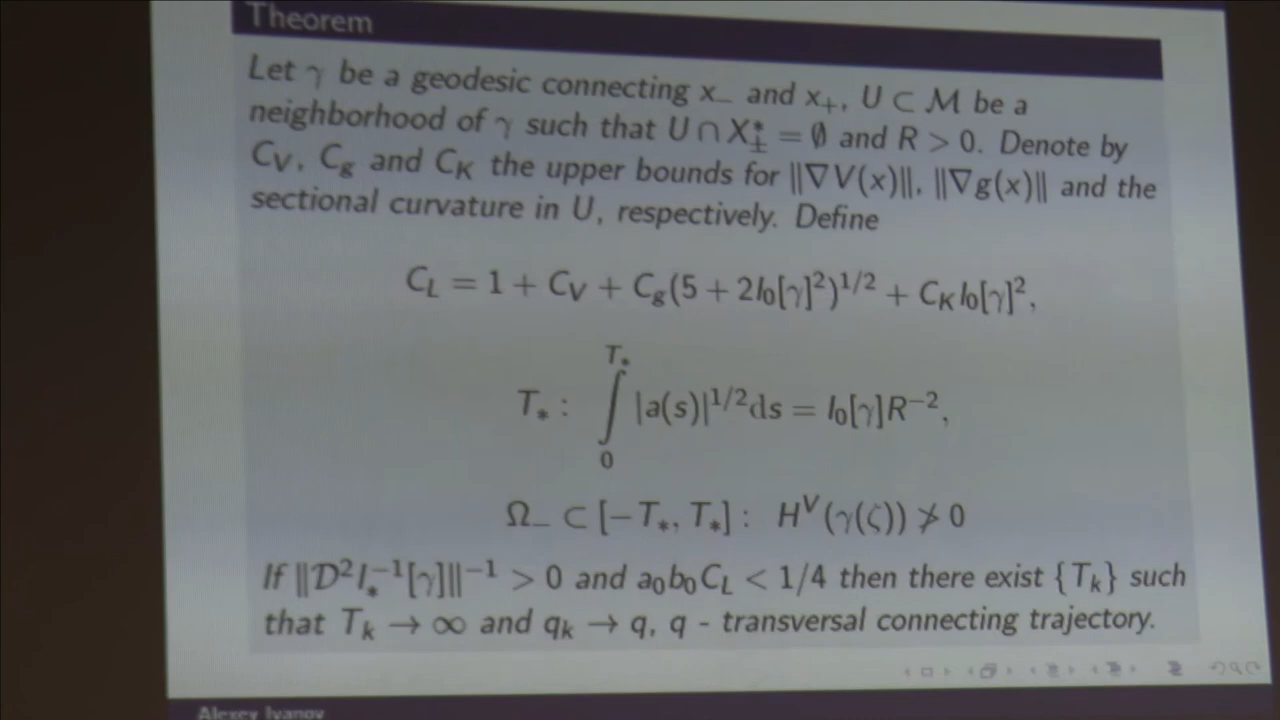 Theorem
Let γ be a geodesic connecting x₋ and x₊, U ⊂ M be a
neighborhood of γ such that U ∩ X*± = ∅ and R > 0. Denote by
C_V, C_g and C_K the upper bounds for ‖∇V(x)‖, ‖∇g(x)‖ and the
sectional curvature in U, respectively. Define
C_L = 1 + C_V + C_g(5 + 2l₀[γ]²)^{1/2} + C_K l₀[γ]²,
T_* : ∫₀^{T_*} |a(s)|^{1/2}ds = l₀[γ]R⁻²,
Ω₋ ⊂ [−T_*, T_*] : H^V(γ(ζ)) ≯ 0
If ‖D²I_*⁻¹[γ]‖⁻¹ > 0 and a₀b₀C_L < 1/4 then there exist {T_k} such
that T_k → ∞ and q_k → q, q - transversal connecting trajectory.
Alexey Ivanov